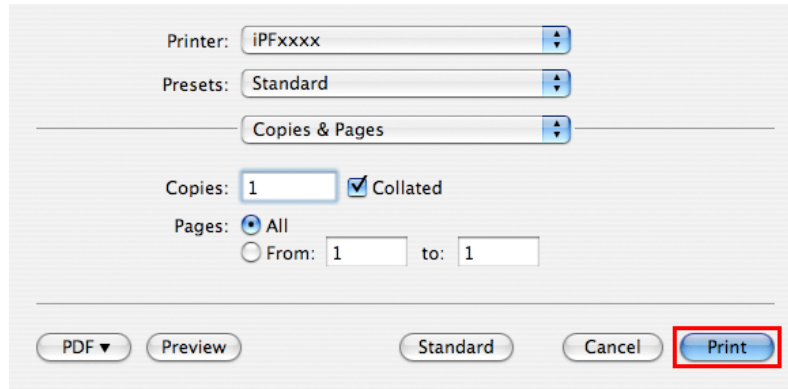 Printer: iPFxxxx
Presets: Standard
Copies & Pages
Copies: 1 Collated
Pages: All
From: 1 to: 1
PDF ▼ Preview Standard Cancel Print